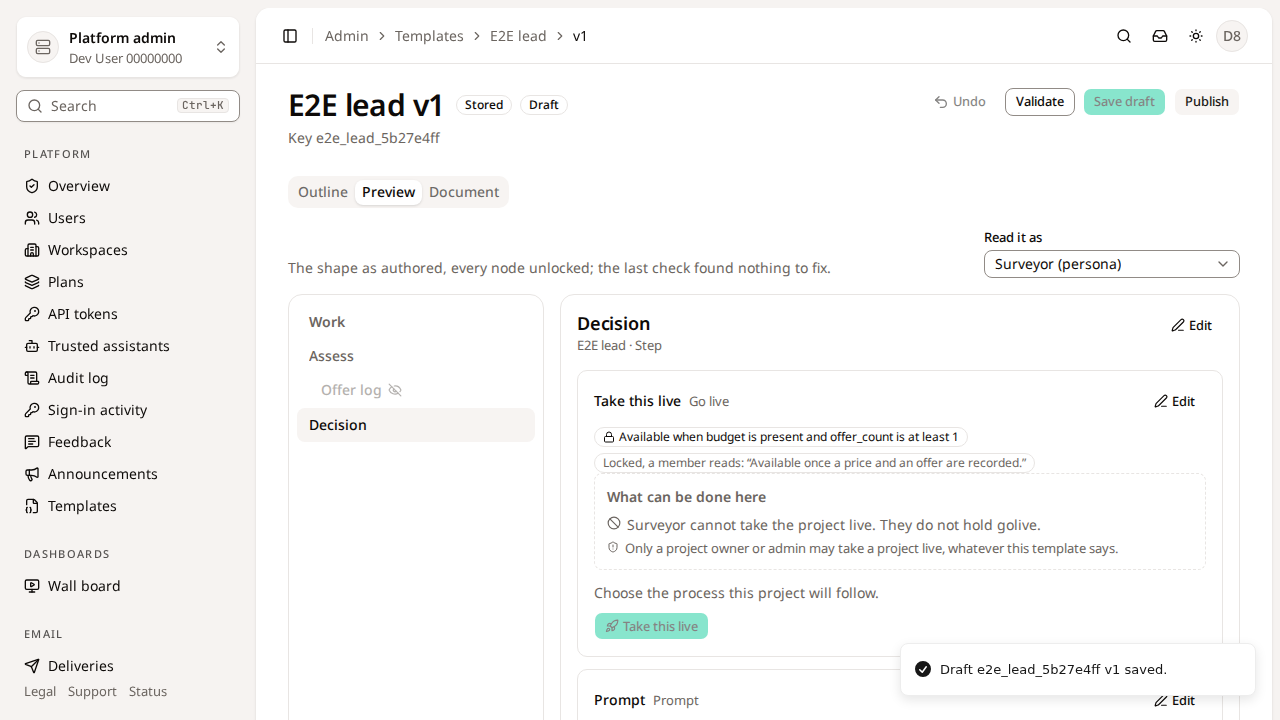 Platform admin
Dev User 00000000
Search Ctrl+K
PLATFORM
Overview
Users
Workspaces
Plans
API tokens
Trusted assistants
Audit log
Sign-in activity
Feedback
Announcements
Templates
DASHBOARDS
Wall board
EMAIL
Deliveries
Legal Support Status
Admin > Templates > E2E lead > v1
D8
E2E lead v1 Stored Draft
Undo Validate Save draft Publish
Key e2e_lead_5b27e4ff
Outline Preview Document
Read it as
The shape as authored, every node unlocked; the last check found nothing to fix.
Surveyor (persona)
Work
Assess
Offer log
Decision
Decision
Edit
E2E lead · Step
Take this live Go live
Edit
Available when budget is present and offer_count is at least 1
Locked, a member reads: “Available once a price and an offer are recorded.”
What can be done here
Surveyor cannot take the project live. They do not hold golive.
Only a project owner or admin may take a project live, whatever this template says.
Choose the process this project will follow.
Take this live
Draft e2e_lead_5b27e4ff v1 saved.
Prompt Prompt
Edit